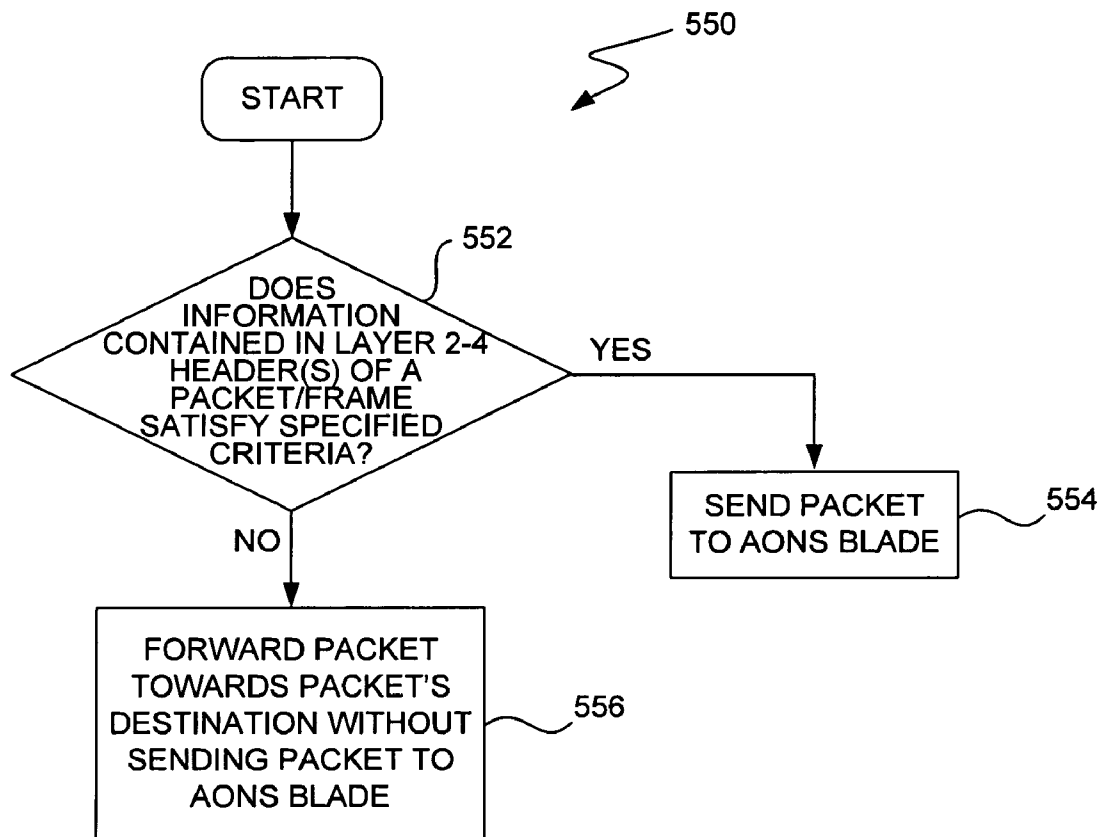 550
START
552
DOES
INFORMATION
CONTAINED IN LAYER 2-4
HEADER(S) OF A
PACKET/FRAME
SATISFY SPECIFIED
CRITERIA?
YES
SEND PACKET
TO AONS BLADE
554
NO
FORWARD PACKET
TOWARDS PACKET'S
DESTINATION WITHOUT
SENDING PACKET TO
AONS BLADE
556